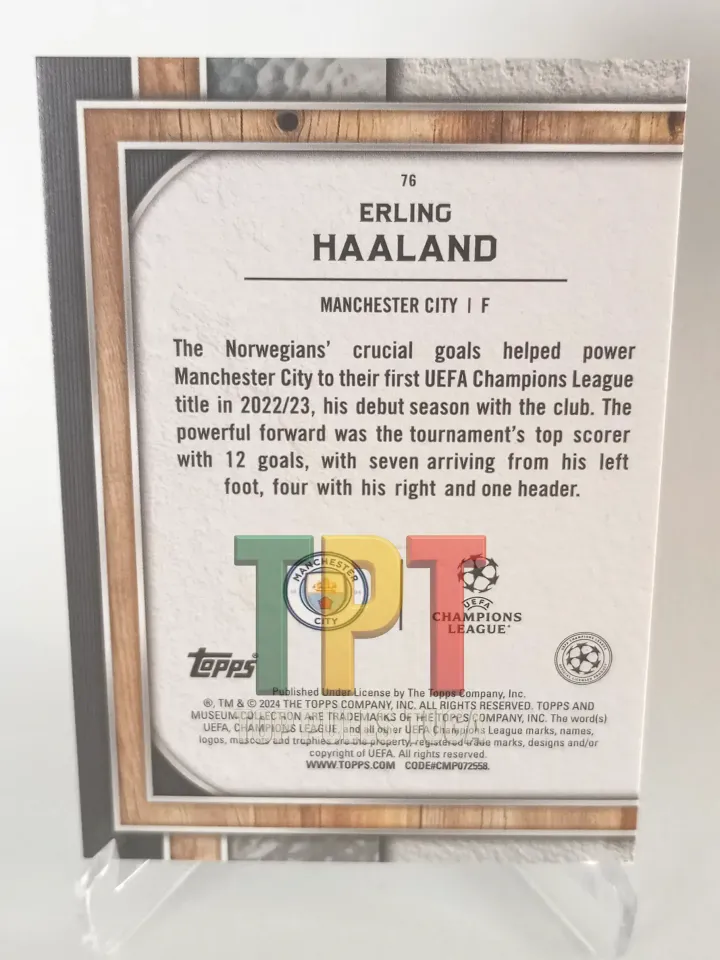 76
ERLING
HAALAND
MANCHESTER CITY | F
The Norwegians' crucial goals helped power
Manchester City to their first UEFA Champions League
title in 2022/23, his debut season with the club. The
powerful forward was the tournament's top scorer
with 12 goals, with seven arriving from his left
foot, four with his right and one header.
TPT
MANCHESTER
CITY
UEFA
CHAMPIONS
LEAGUE
topps
Published Under License by The Topps Company, Inc.
®, TM & © 2024 THE TOPPS COMPANY, INC. ALL RIGHTS RESERVED. TOPPS AND
MUSEUM COLLECTION ARE TRADEMARKS OF THE TOPPS COMPANY, INC. The word(s)
UEFA, CHAMPIONS LEAGUE, and all other UEFA Champions League marks, names,
logos, mascots and trophies are the property, registered trade marks, designs and/or
copyright of UEFA. All rights reserved.
WWW.TOPPS.COM CODE#CMP072558